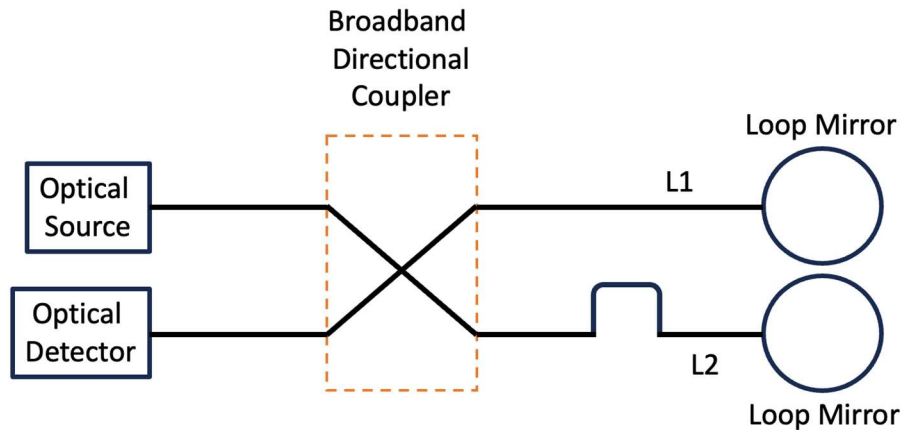 Broadband
Directional
Coupler
Loop Mirror
Optical
Source
L1
Optical
Detector
L2
Loop Mirror